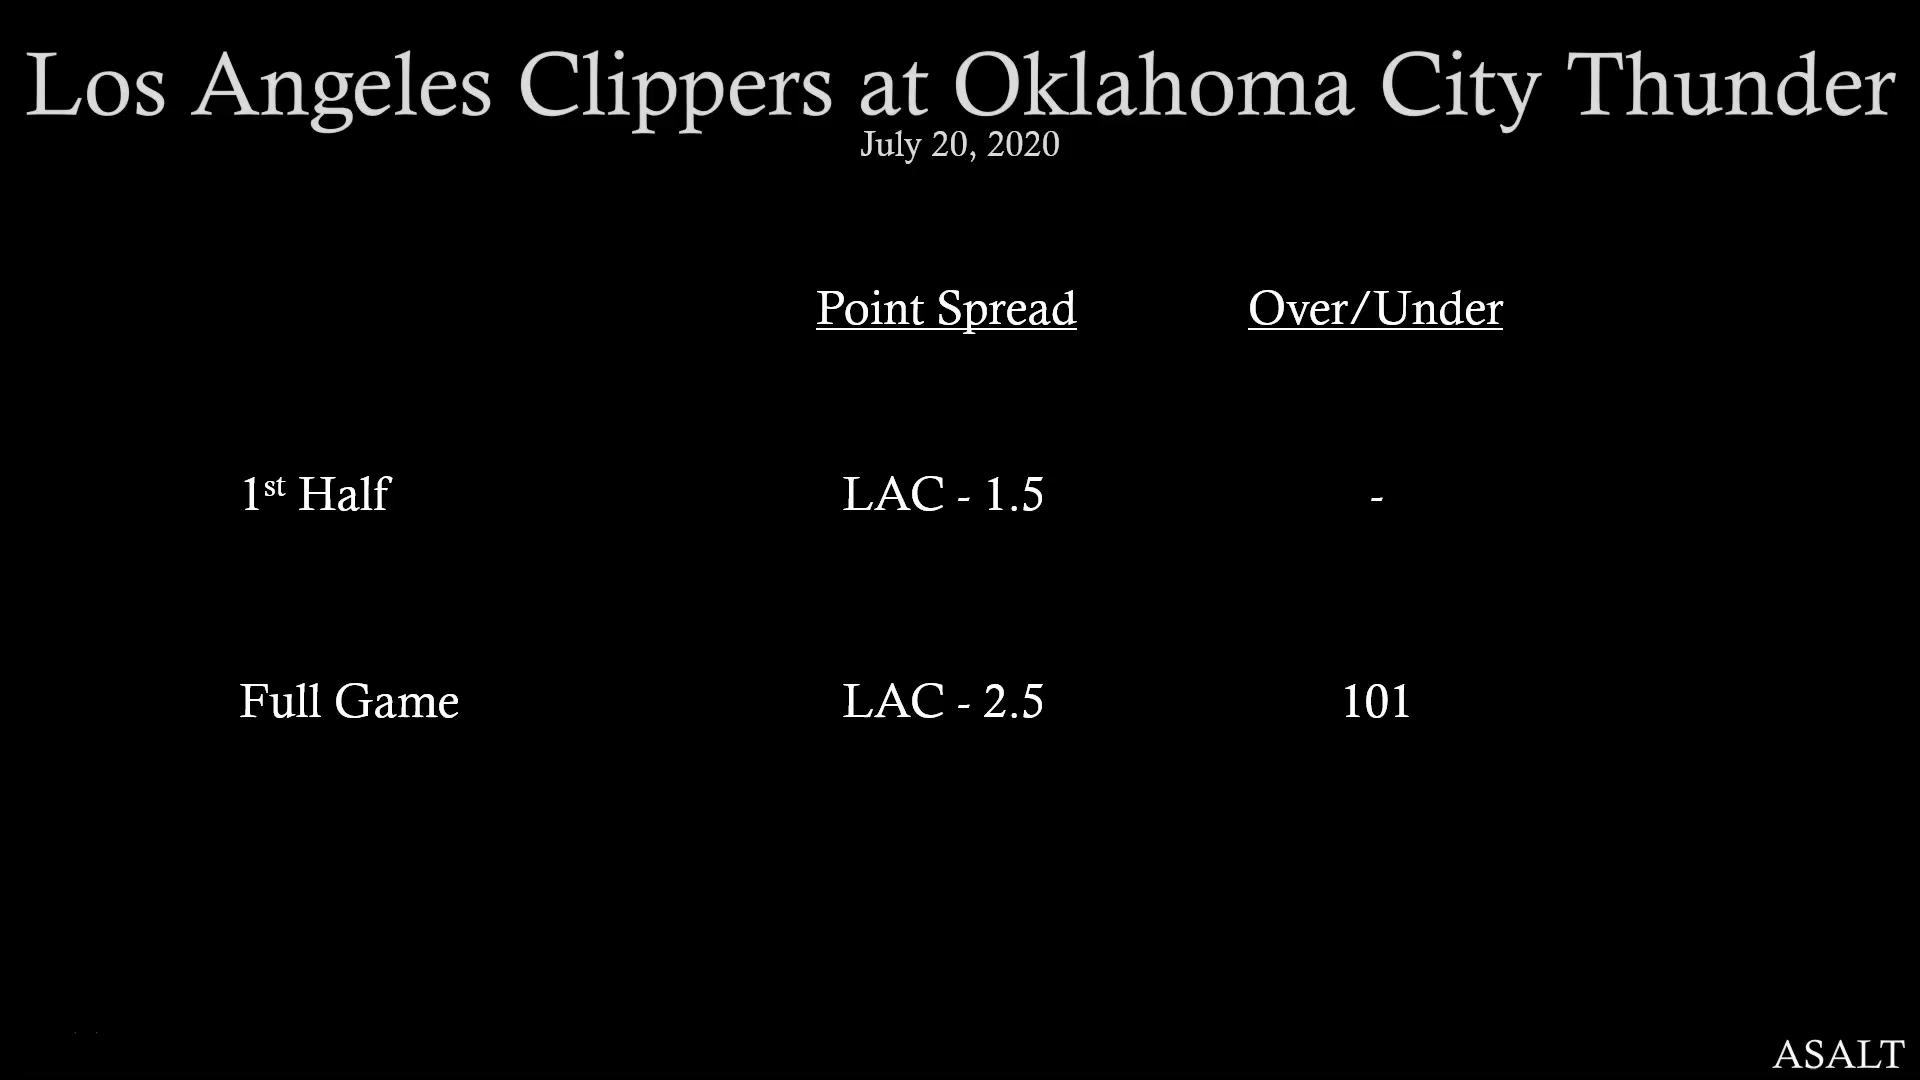 Los Angeles Clippers at Oklahoma City Thunder
July 20, 2020
Point Spread Over/Under
1st Half LAC - 1.5 -
Full Game LAC - 2.5 101
ASALT